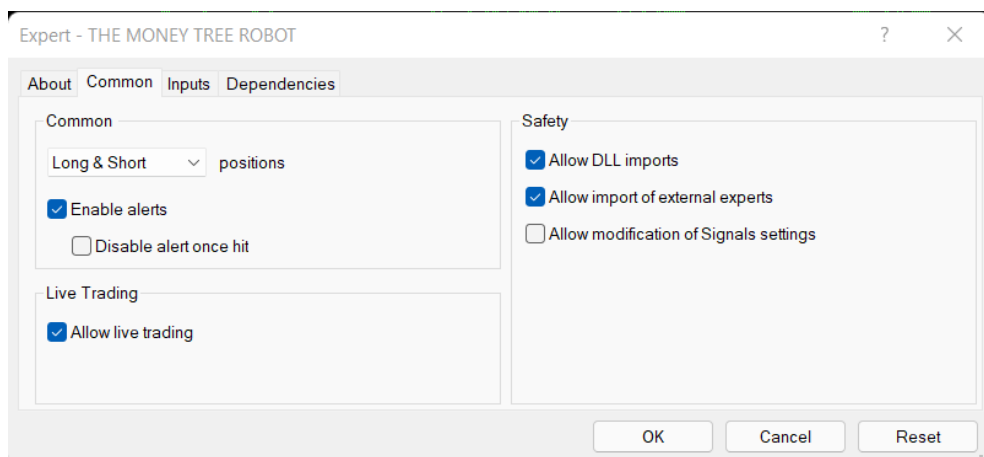 Expert - THE MONEY TREE ROBOT ?
About Common Inputs Dependencies
Common
Long & Short positions
Enable alerts
Disable alert once hit
Live Trading
Allow live trading
Safety
Allow DLL imports
Allow import of external experts
Allow modification of Signals settings
OK Cancel Reset